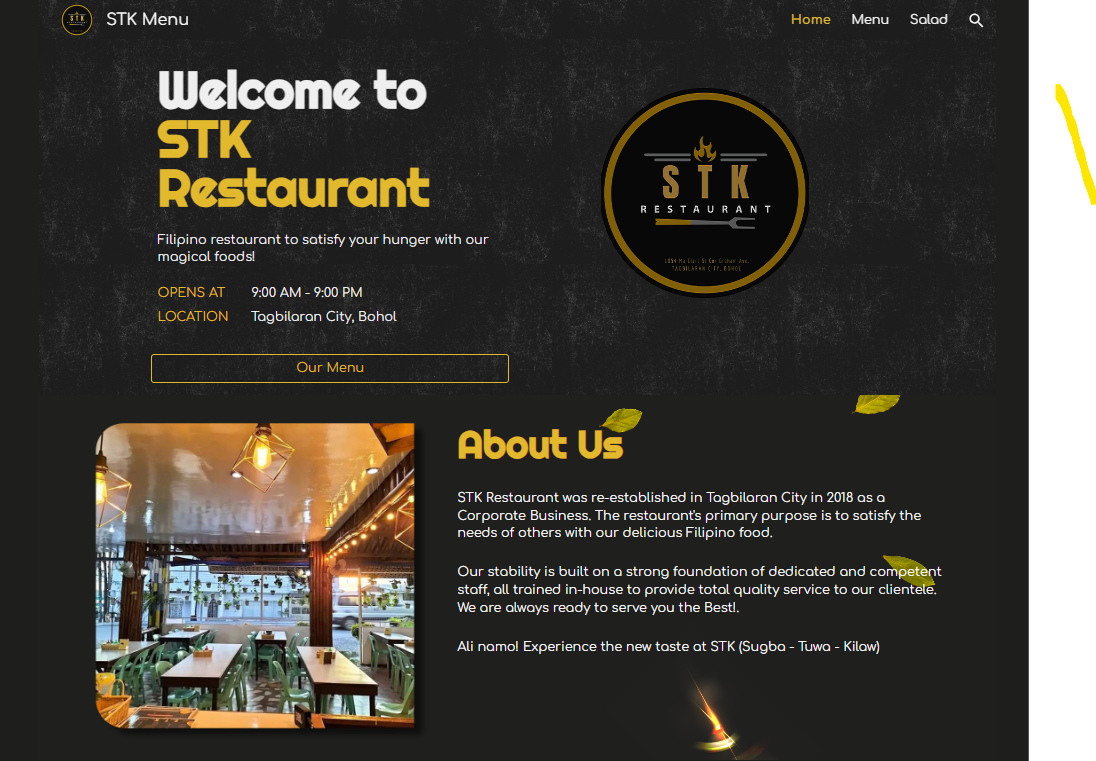 STK Menu
Home Menu Salad
Welcome to
STK
Restaurant
Filipino restaurant to satisfy your hunger with our
magical foods!
OPENS AT 9:00 AM - 9:00 PM
LOCATION Tagbilaran City, Bohol
Our Menu
STK
RESTAURANT
TAGBILARAN CITY, BOHOL
About Us
STK Restaurant was re-established in Tagbilaran City in 2018 as a
Corporate Business. The restaurant's primary purpose is to satisfy the
needs of others with our delicious Filipino food.
Our stability is built on a strong foundation of dedicated and competent
staff, all trained in-house to provide total quality service to our clientele.
We are always ready to serve you the Best!.
Ali namo! Experience the new taste at STK (Sugba - Tuwa - Kilaw)